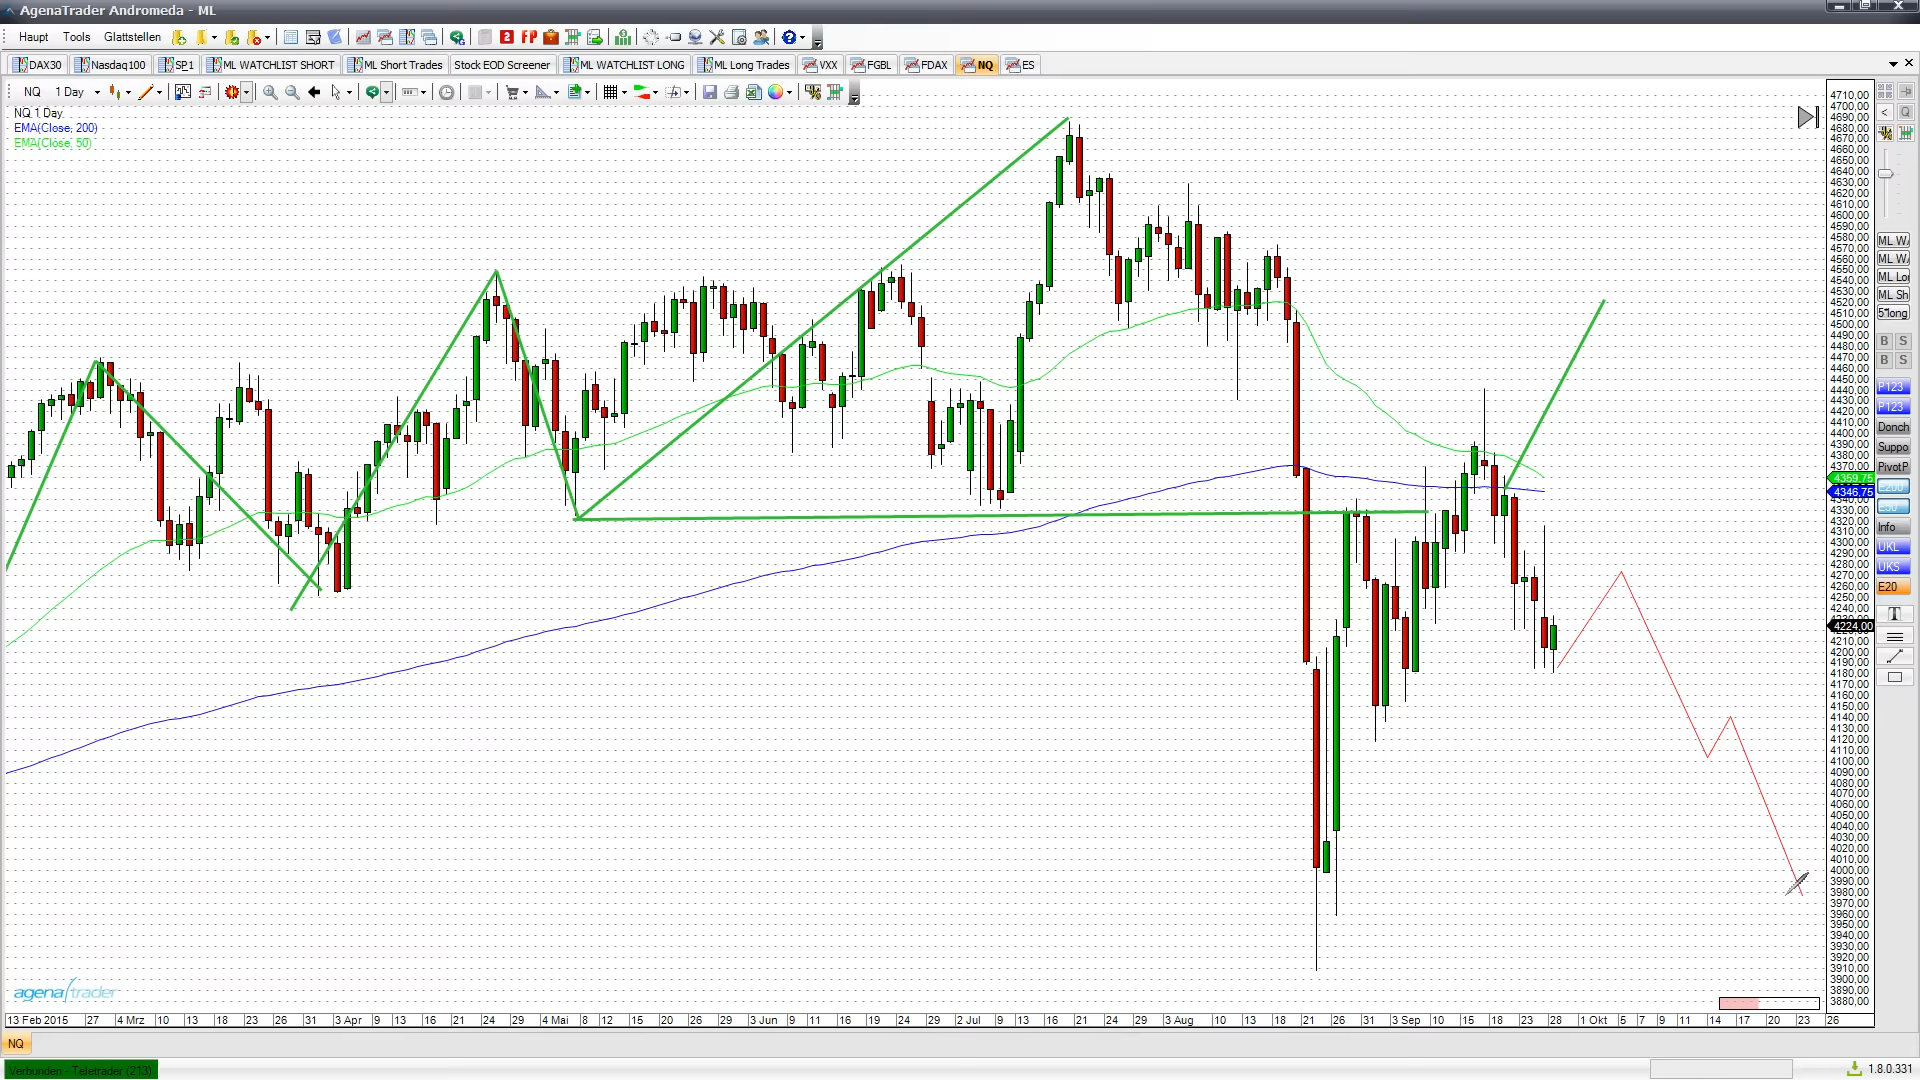 AgenaTrader Andromeda - ML
Haupt Tools Glattstellen
DAX30 Nasdaq100 SP1 ML WATCHLIST SHORT ML Short Trades Stock EOD Screener ML WATCHLIST LONG ML Long Trades VXX FGBL FDAX NQ ES
NQ 1 Day
NQ 1 Day
EMA(Close, 200)
EMA(Close, 50)
4710,00
4700,00
4690,00
4680,00
4670,00
4660,00
4650,00
4640,00
4630,00
4620,00
4610,00
4600,00
4590,00
4580,00
4570,00
4560,00
4550,00
4540,00
4530,00
4520,00
4510,00
4500,00
4490,00
4480,00
4470,00
4460,00
4450,00
4440,00
4430,00
4420,00
4410,00
4400,00
4390,00
4380,00
4370,00
4359,75
4346,75
4330,00
4320,00
4310,00
4300,00
4290,00
4280,00
4270,00
4260,00
4250,00
4240,00
4224,00
4210,00
4200,00
4190,00
4180,00
4170,00
4160,00
4150,00
4140,00
4130,00
4120,00
4110,00
4100,00
4090,00
4080,00
4070,00
4060,00
4050,00
4040,00
4030,00
4020,00
4010,00
4000,00
3990,00
3980,00
3970,00
3960,00
3950,00
3940,00
3930,00
3920,00
3910,00
3900,00
3890,00
3880,00
< Q
ML W
ML W
ML Lo
ML Sh
5*long
B S
B S
P123
P123
Donch
Suppo
PivotP
E200
E50
Info
UKL
UKS
E20
T
agenatrader
13 Feb 2015 27 4 Mrz 10 13 18 23 26 31 3 Apr 9 13 16 21 24 29 4 Mai 8 12 15 20 26 29 3 Jun 9 11 16 19 24 29 2 Jul 8 13 16 21 24 29 3 Aug 10 13 18 21 26 31 3 Sep 10 15 18 23 28 1 Okt 5 7 9 11 14 17 20 23 26
NQ
Verbunden - Teletrader (213)
1.8.0.331